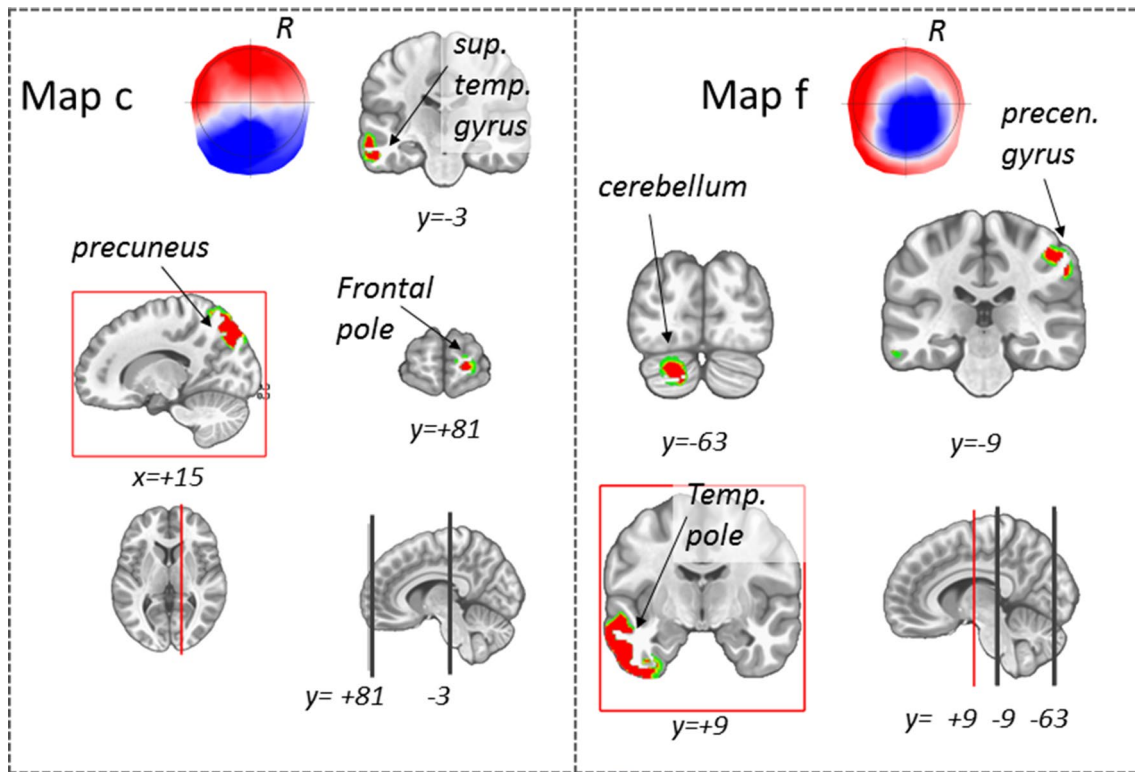 Map c
R
sup.
temp.
gyrus
y=-3
precuneus
x=+15
Frontal
pole
y=+81
y= +81 -3
Map f
R
precen.
gyrus
cerebellum
y=-63
y=-9
Temp.
pole
y=+9
y= +9 -9 -63